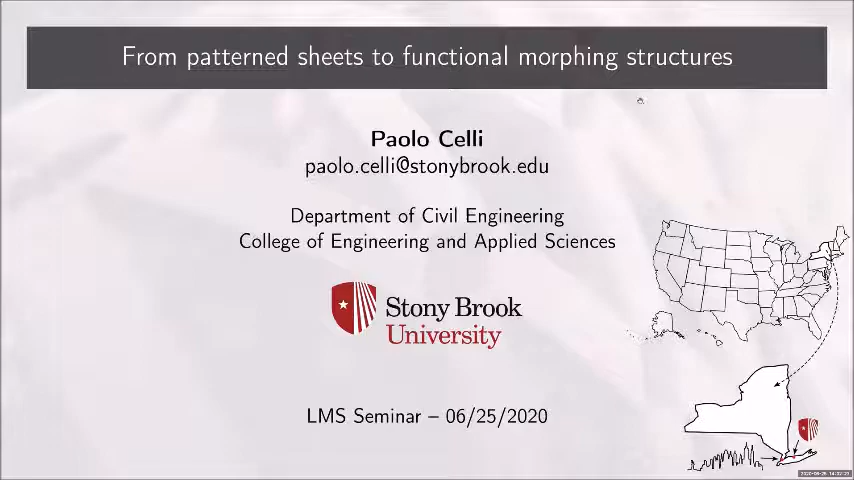 From patterned sheets to functional morphing structures
Paolo Celli
paolo.celli@stonybrook.edu
Department of Civil Engineering
College of Engineering and Applied Sciences
Stony Brook
University
LMS Seminar – 06/25/2020